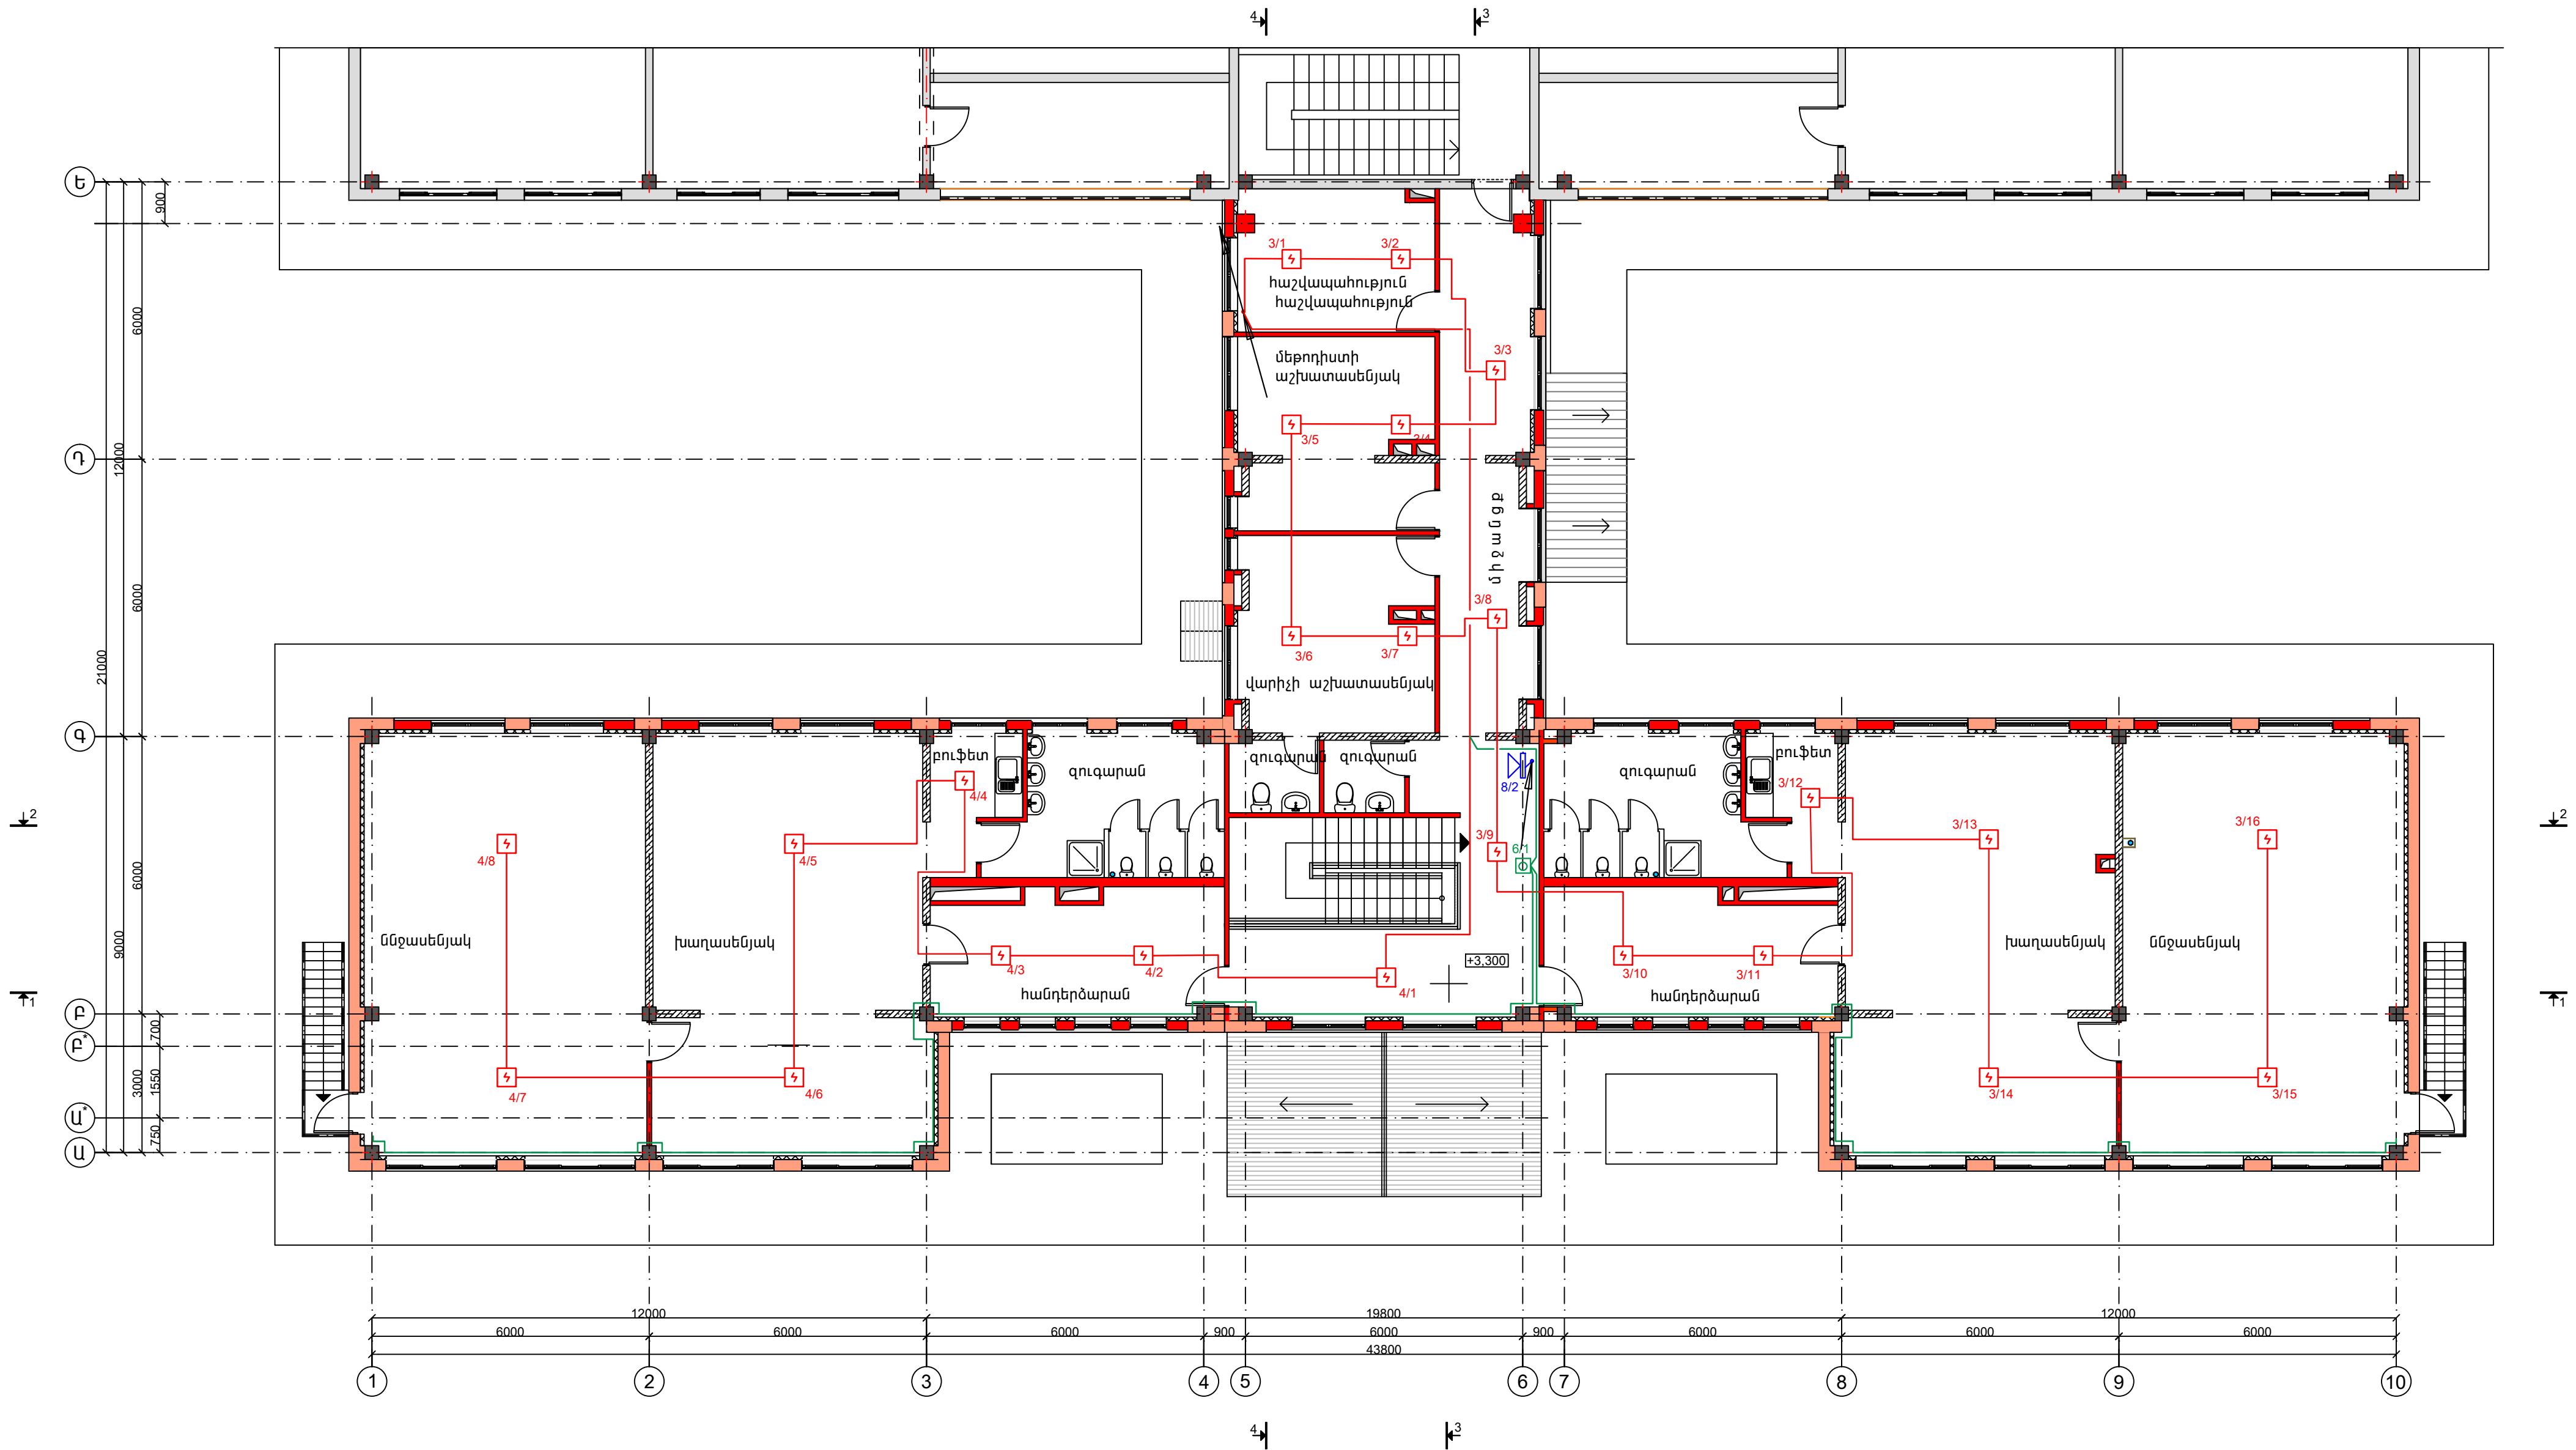 4
3
Ե
900
6000
3/1
3/2
հաշվապահություն
հաշվապահություն
3/3
մեթոդիստի
աշխատասենյակ
3/5
3/4
Դ
12000
միջանցք
6000
3/8
21000
3/6
3/7
վարիչի աշխատասենյակ
Գ
բուֆետ
զուգարան
զուգարան
զուգարան
զուգարան
բուֆետ
4/4
8/2
3/12
2
2
4/8
4/5
3/9
6/1
3/13
3/16
6000
9000
ննջասենյակ
խաղասենյակ
4/3
4/2
+3,300
3/10
3/11
խաղասենյակ
ննջասենյակ
հանդերձարան
4/1
հանդերձարան
1
1
Բ
700
Բ*
3000
1550
4/7
4/6
3/14
3/15
Ա*
750
Ա
12000
19800
12000
6000
6000
6000
900
6000
900
6000
6000
6000
43800
1
2
3
4
5
6
7
8
9
10
4
3